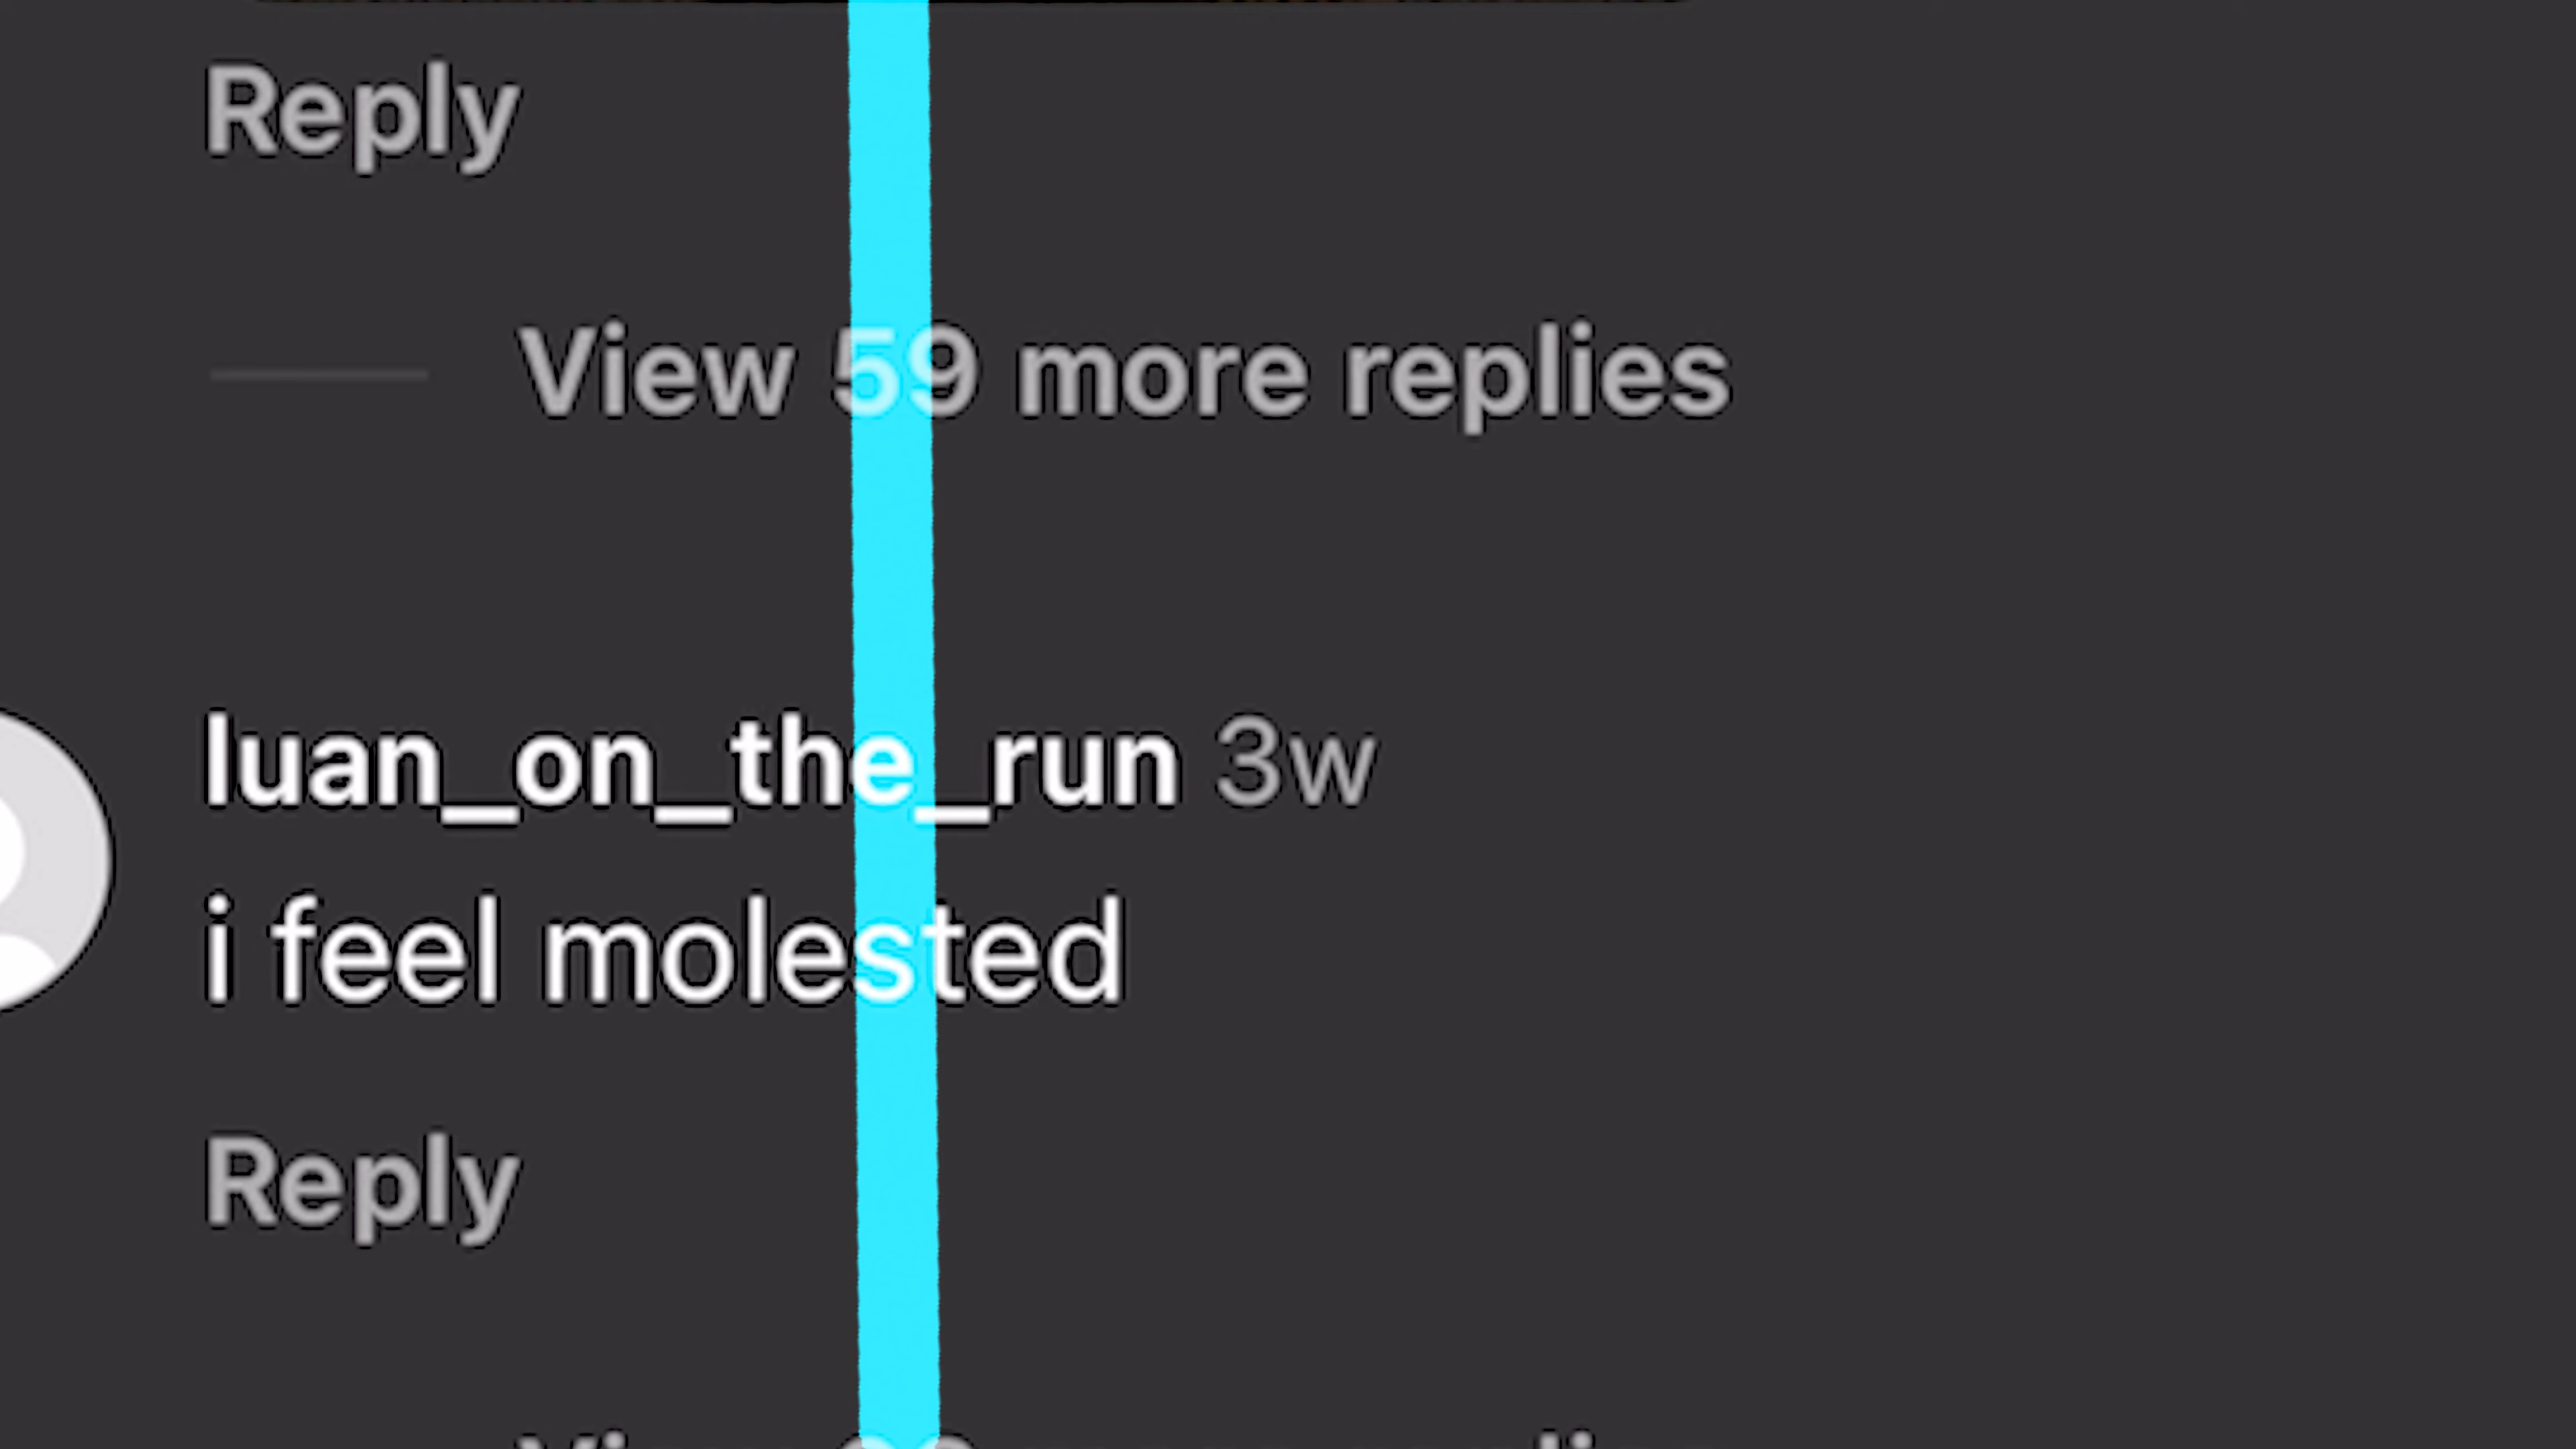 Reply
View 59 more replies
luan_on_the_run 3w
i feel molested
Reply